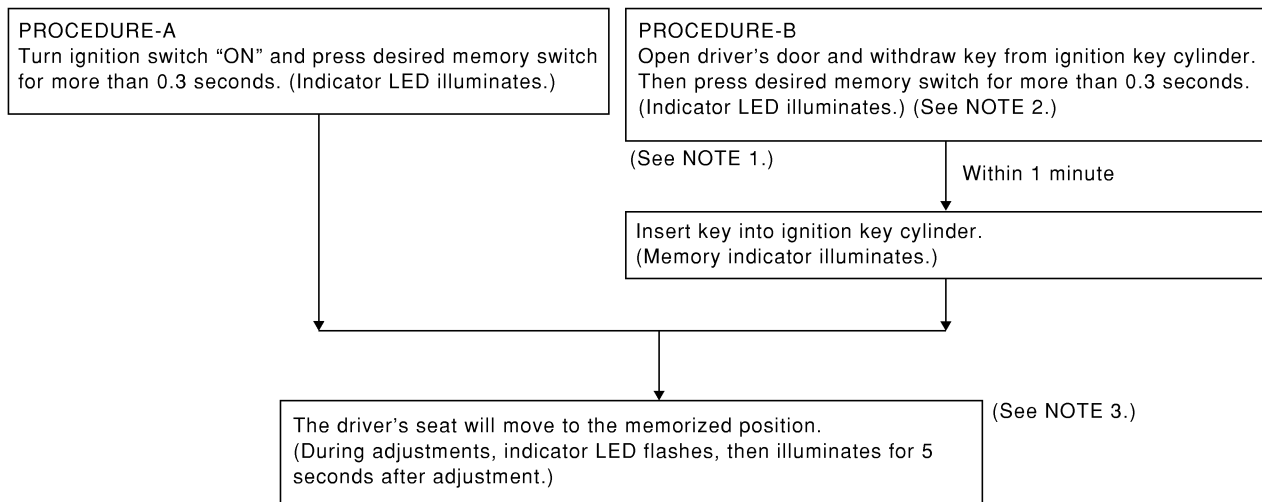 PROCEDURE-A
Turn ignition switch “ON” and press desired memory switch
for more than 0.3 seconds. (Indicator LED illuminates.)
PROCEDURE-B
Open driver’s door and withdraw key from ignition key cylinder.
Then press desired memory switch for more than 0.3 seconds.
(Indicator LED illuminates.) (See NOTE 2.)
(See NOTE 1.)
Within 1 minute
Insert key into ignition key cylinder.
(Memory indicator illuminates.)
The driver’s seat will move to the memorized position.
(During adjustments, indicator LED flashes, then illuminates for 5
seconds after adjustment.)
(See NOTE 3.)